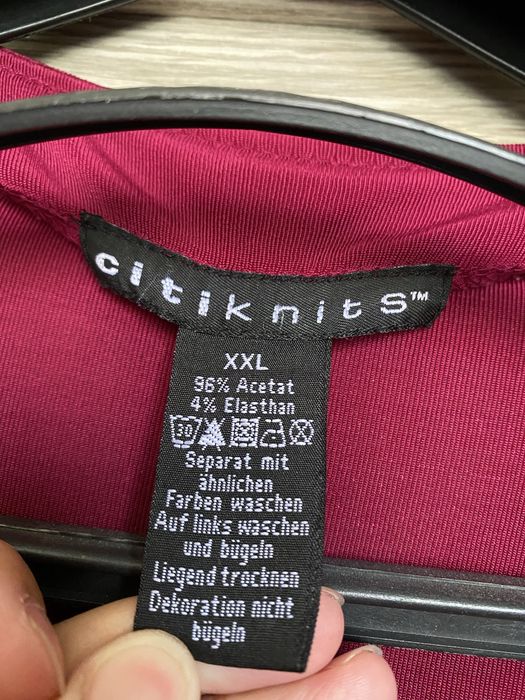 citiknits™
XXL
96% Acetat
4% Elasthan
30
Separat mit
ähnlichen
Farben waschen
Auf links waschen
und bügeln
Liegend trocknen
Dekoration nicht
bügeln